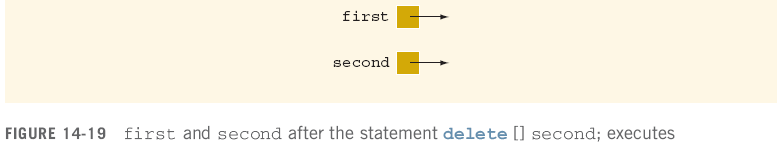 first
second
FIGURE 14-19 first and second after the statement delete [] second; executes